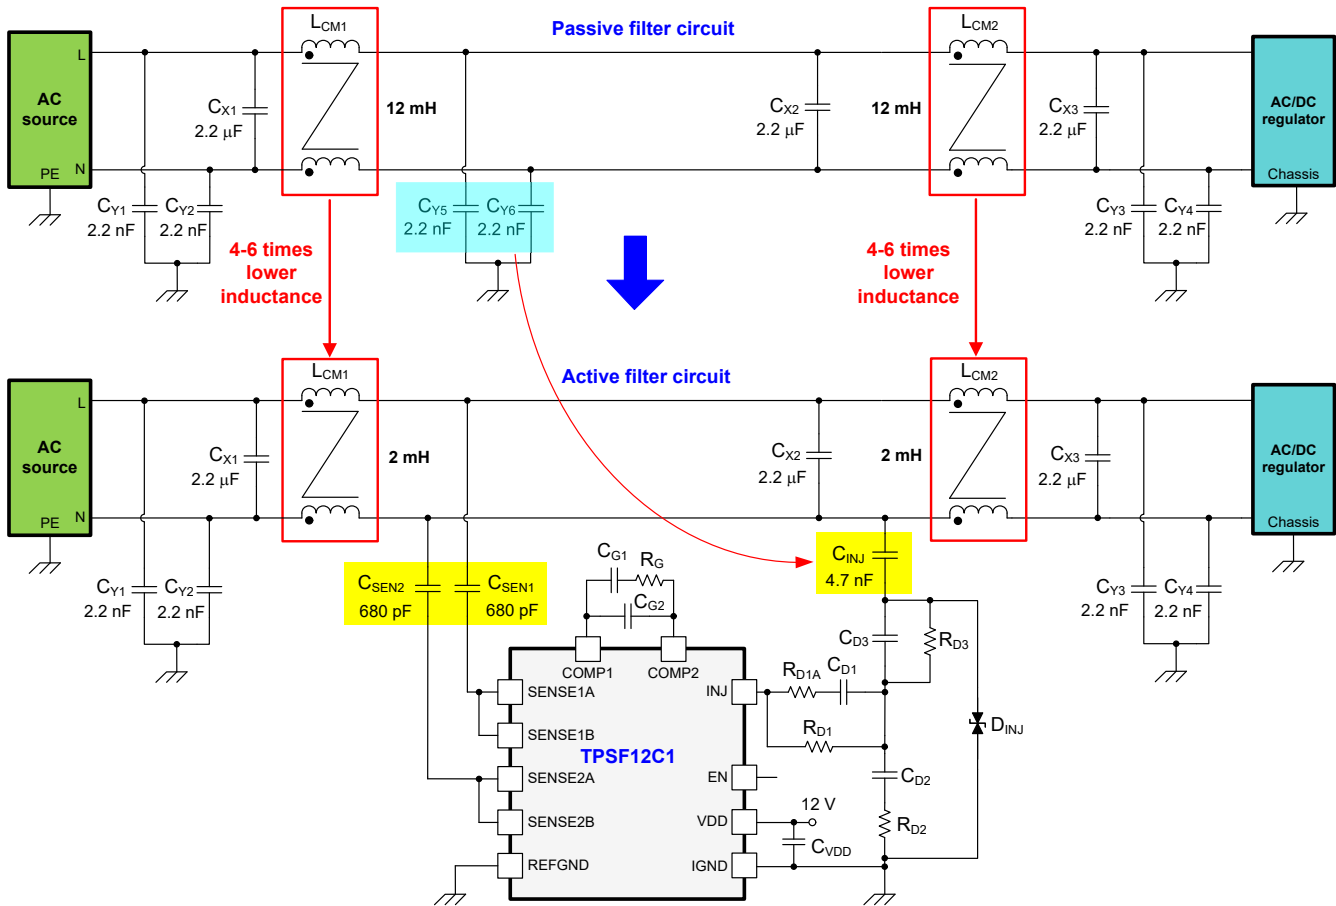 Passive filter circuit
AC
source
L
N
PE
C_Y1
2.2 nF
C_Y2
2.2 nF
C_X1
2.2 μF
L_CM1
12 mH
C_Y5
2.2 nF
C_Y6
2.2 nF
C_X2
2.2 μF
L_CM2
12 mH
C_X3
2.2 μF
C_Y3
2.2 nF
C_Y4
2.2 nF
AC/DC
regulator
Chassis
4-6 times
lower
inductance
4-6 times
lower
inductance
Active filter circuit
AC
source
L
N
PE
C_Y1
2.2 nF
C_Y2
2.2 nF
C_X1
2.2 μF
L_CM1
2 mH
C_X2
2.2 μF
L_CM2
2 mH
C_X3
2.2 μF
C_Y3
2.2 nF
C_Y4
2.2 nF
AC/DC
regulator
Chassis
C_SEN2
680 pF
C_SEN1
680 pF
C_G1
R_G
C_G2
C_INJ
4.7 nF
C_D3
R_D3
R_D1A
C_D1
R_D1
D_INJ
C_D2
R_D2
12 V
C_VDD
COMP1
COMP2
SENSE1A
SENSE1B
SENSE2A
SENSE2B
REFGND
TPSF12C1
INJ
EN
VDD
IGND